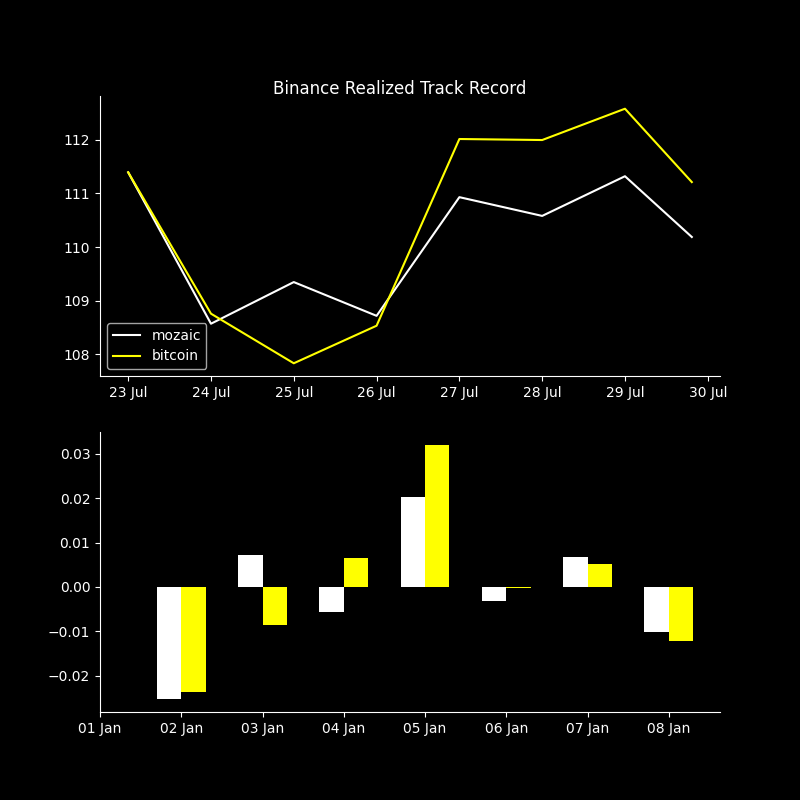 Binance Realized Track Record
112
111
110
109
108
mozaic
bitcoin
23 Jul 24 Jul 25 Jul 26 Jul 27 Jul 28 Jul 29 Jul 30 Jul
0.03
0.02
0.01
0.00
−0.01
−0.02
01 Jan 02 Jan 03 Jan 04 Jan 05 Jan 06 Jan 07 Jan 08 Jan